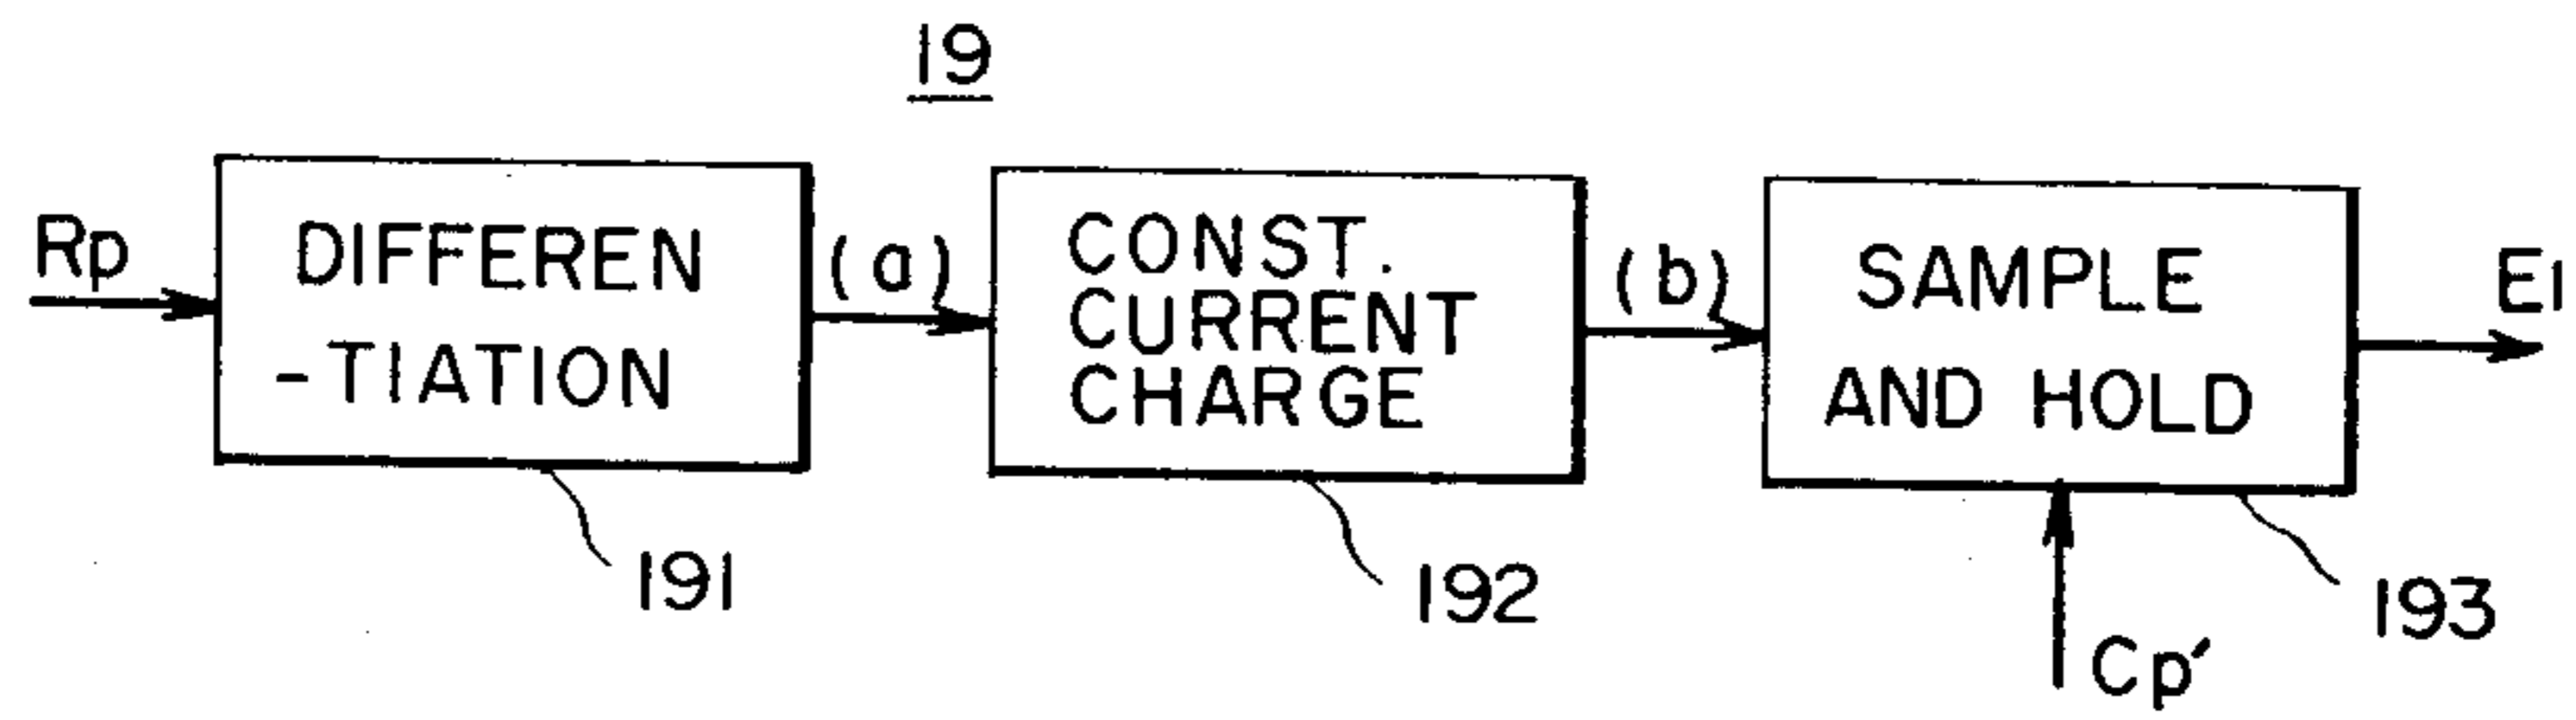 19
Rp
DIFFEREN
-TIATION
(a)
CONST.
CURRENT
CHARGE
(b)
SAMPLE
AND HOLD
E1
191
192
193
Cp′